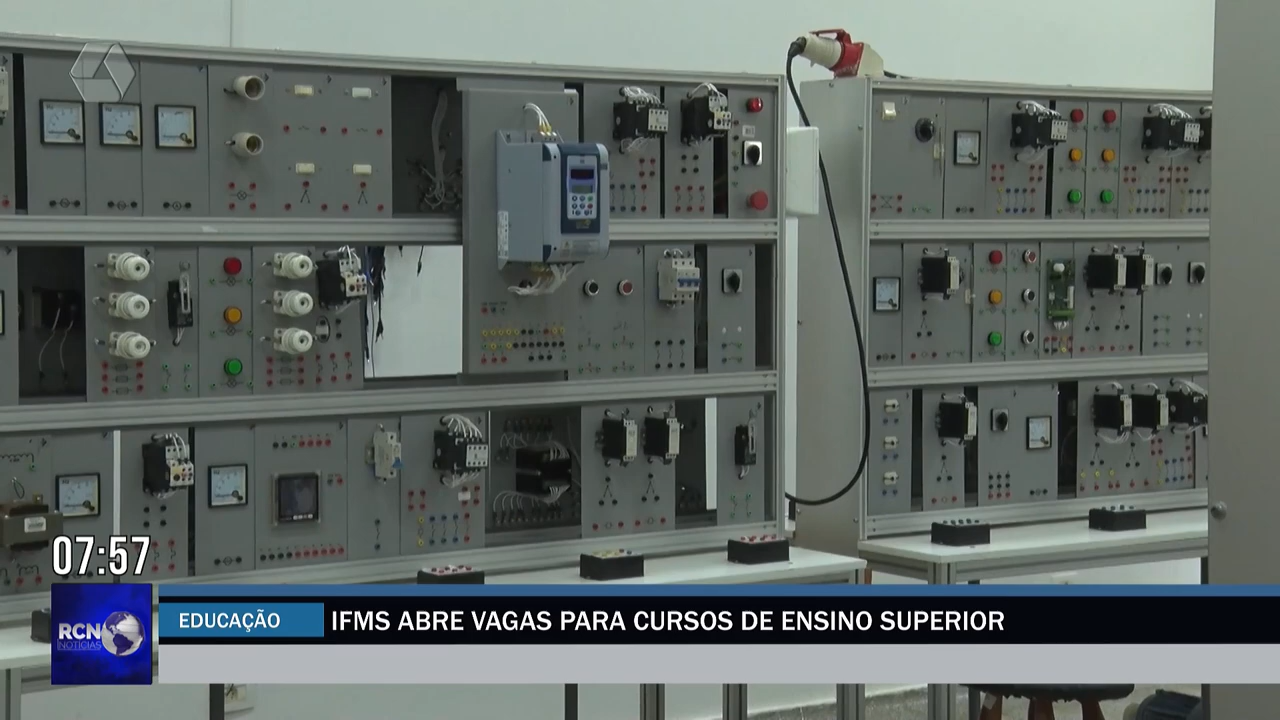 07:57
RCN
NOTÍCIAS
EDUCAÇÃO
IFMS ABRE VAGAS PARA CURSOS DE ENSINO SUPERIOR